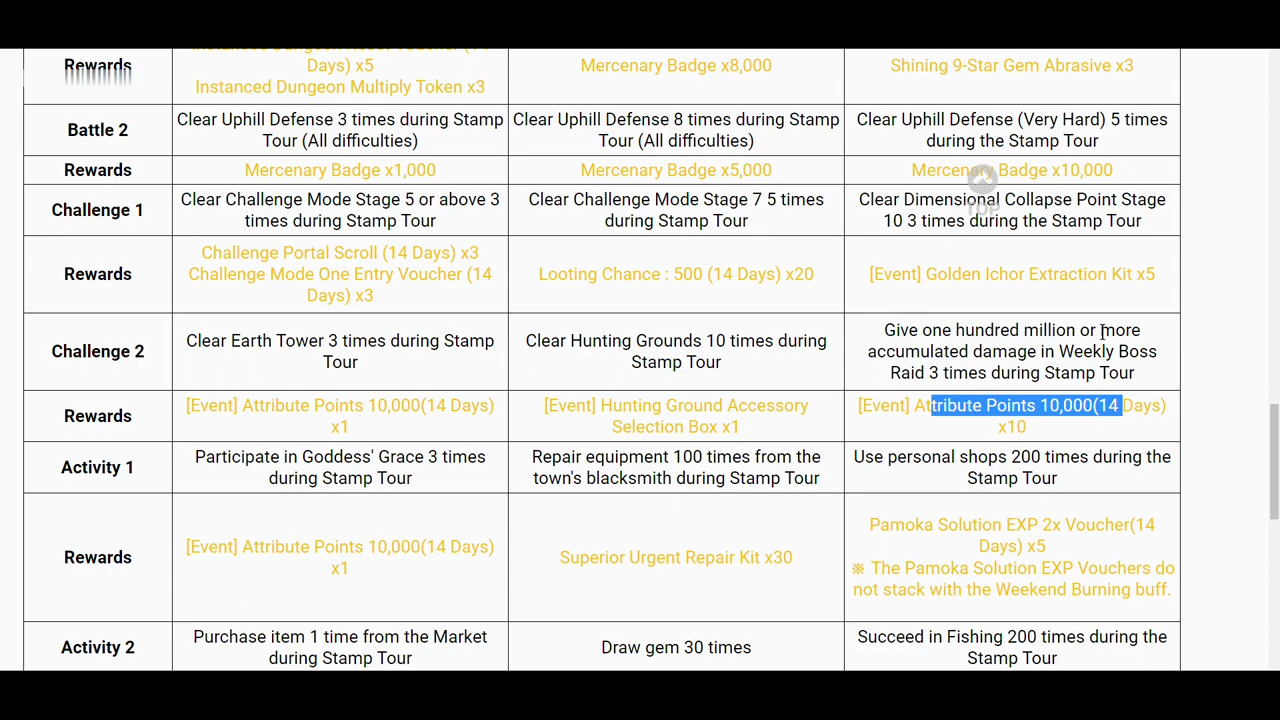 Rewards
Days) x5
Instanced Dungeon Multiply Token x3
Mercenary Badge x8,000
Shining 9-Star Gem Abrasive x3
Battle 2
Clear Uphill Defense 3 times during Stamp
Tour (All difficulties)
Clear Uphill Defense 8 times during Stamp
Tour (All difficulties)
Clear Uphill Defense (Very Hard) 5 times
during the Stamp Tour
Rewards
Mercenary Badge x1,000
Mercenary Badge x5,000
Mercenary Badge x10,000
TOP
Challenge 1
Clear Challenge Mode Stage 5 or above 3
times during Stamp Tour
Clear Challenge Mode Stage 7 5 times
during Stamp Tour
Clear Dimensional Collapse Point Stage
10 3 times during the Stamp Tour
Rewards
Challenge Portal Scroll (14 Days) x3
Challenge Mode One Entry Voucher (14
Days) x3
Looting Chance : 500 (14 Days) x20
[Event] Golden Ichor Extraction Kit x5
Challenge 2
Clear Earth Tower 3 times during Stamp
Tour
Clear Hunting Grounds 10 times during
Stamp Tour
Give one hundred million or more
accumulated damage in Weekly Boss
Raid 3 times during Stamp Tour
Rewards
[Event] Attribute Points 10,000(14 Days)
x1
[Event] Hunting Ground Accessory
Selection Box x1
[Event] Attribute Points 10,000(14 Days)
x10
Activity 1
Participate in Goddess' Grace 3 times
during Stamp Tour
Repair equipment 100 times from the
town's blacksmith during Stamp Tour
Use personal shops 200 times during the
Stamp Tour
Rewards
[Event] Attribute Points 10,000(14 Days)
x1
Superior Urgent Repair Kit x30
Pamoka Solution EXP 2x Voucher(14
Days) x5
※ The Pamoka Solution EXP Vouchers do
not stack with the Weekend Burning buff.
Activity 2
Purchase item 1 time from the Market
during Stamp Tour
Draw gem 30 times
Succeed in Fishing 200 times during the
Stamp Tour